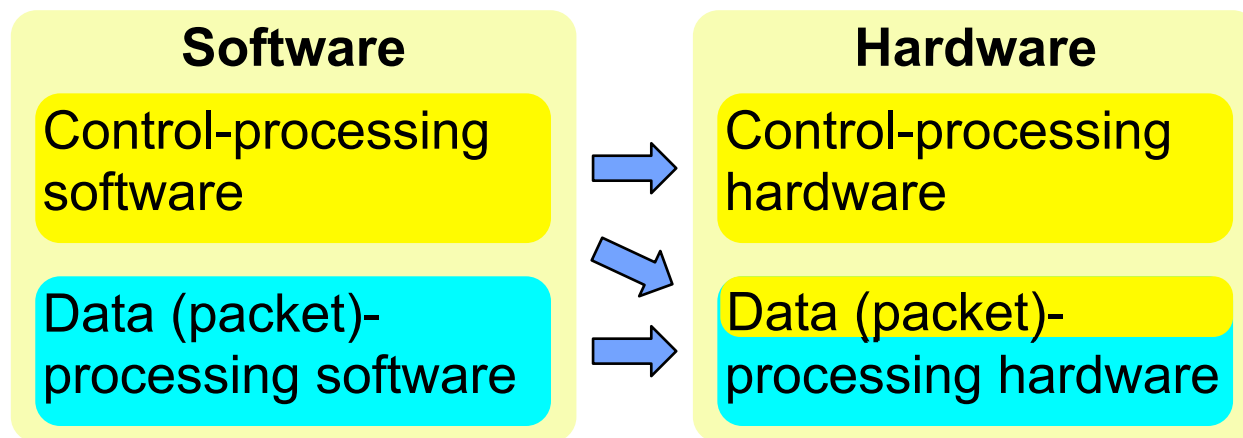 Software
Control-processing
software
Data (packet)-
processing software
Hardware
Control-processing
hardware
Data (packet)-
processing hardware